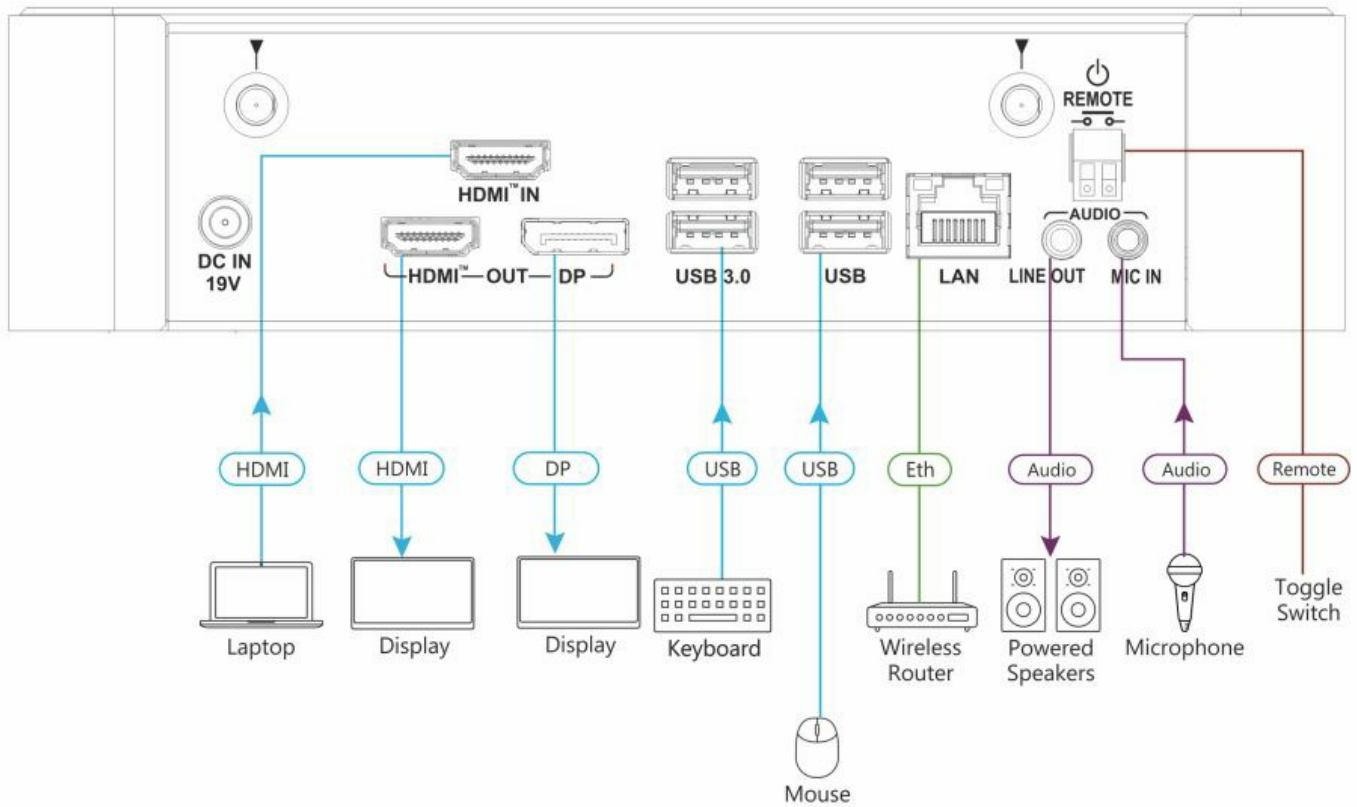 REMOTE
HDMI™ IN
AUDIO
DC IN
19V
HDMI™ OUT DP
USB 3.0
USB
LAN
LINE OUT
MIC IN
HDMI
HDMI
DP
USB
USB
Eth
Audio
Audio
Remote
Laptop
Display
Display
Keyboard
Wireless
Router
Powered
Speakers
Microphone
Toggle
Switch
Mouse